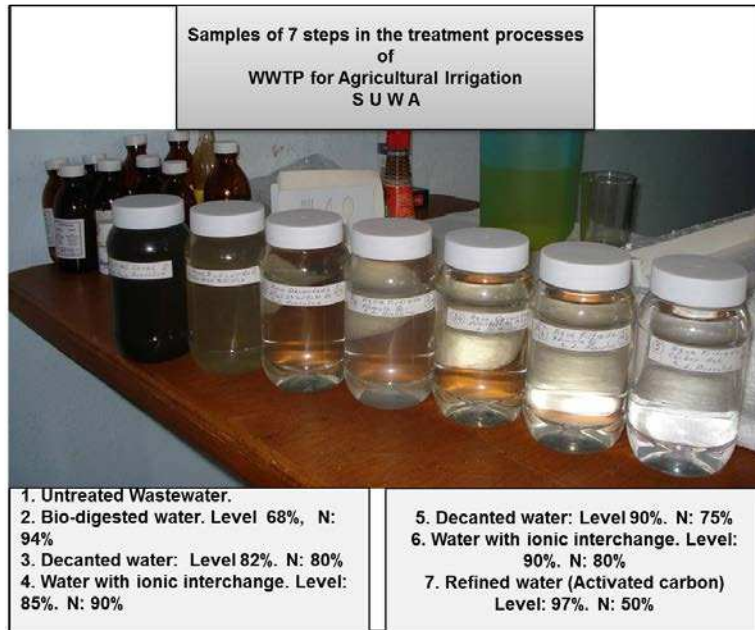 Samples of 7 steps in the treatment processes
of
WWTP for Agricultural Irrigation
S U W A
1. Untreated Wastewater.
2. Bio-digested water. Level 68%, N:
94%
3. Decanted water: Level 82%. N: 80%
4. Water with ionic interchange. Level:
85%. N: 90%
5. Decanted water: Level 90%. N: 75%
6. Water with ionic interchange. Level:
90%. N: 80%
7. Refined water (Activated carbon)
Level: 97%. N: 50%